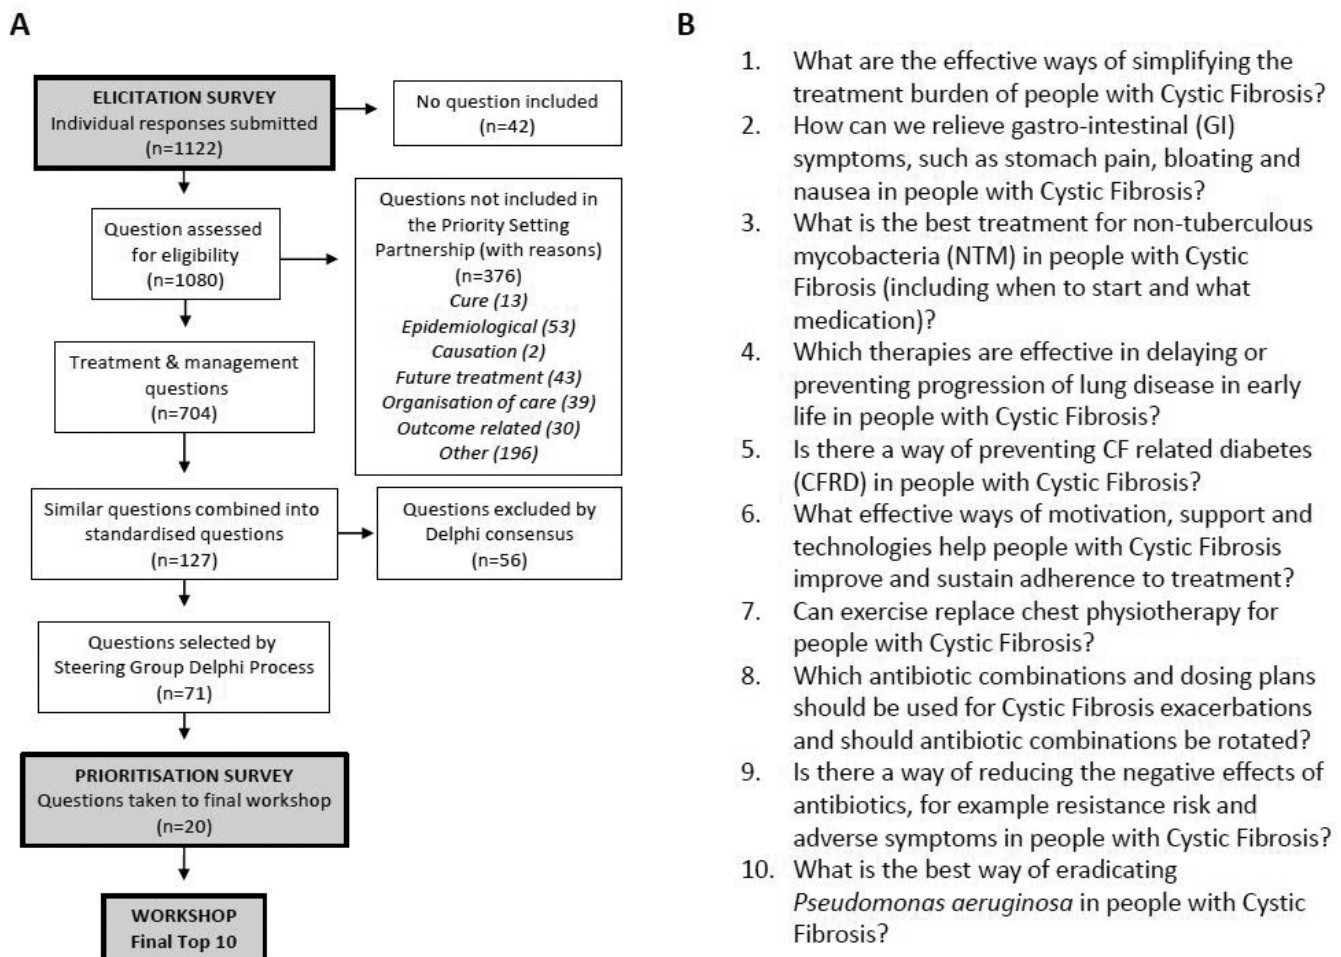 A
ELICITATION SURVEY
Individual responses submitted
(n=1122)
No question included
(n=42)
Question assessed
for eligibility
(n=1080)
Questions not included in
the Priority Setting
Partnership (with reasons)
(n=376)
Cure (13)
Epidemiological (53)
Causation (2)
Future treatment (43)
Organisation of care (39)
Outcome related (30)
Other (196)
Treatment & management
questions
(n=704)
Similar questions combined into
standardised questions
(n=127)
Questions excluded by
Delphi consensus
(n=56)
Questions selected by
Steering Group Delphi Process
(n=71)
PRIORITISATION SURVEY
Questions taken to final workshop
(n=20)
WORKSHOP
Final Top 10
B
1. What are the effective ways of simplifying the
treatment burden of people with Cystic Fibrosis?
2. How can we relieve gastro-intestinal (GI)
symptoms, such as stomach pain, bloating and
nausea in people with Cystic Fibrosis?
3. What is the best treatment for non-tuberculous
mycobacteria (NTM) in people with Cystic
Fibrosis (including when to start and what
medication)?
4. Which therapies are effective in delaying or
preventing progression of lung disease in early
life in people with Cystic Fibrosis?
5. Is there a way of preventing CF related diabetes
(CFRD) in people with Cystic Fibrosis?
6. What effective ways of motivation, support and
technologies help people with Cystic Fibrosis
improve and sustain adherence to treatment?
7. Can exercise replace chest physiotherapy for
people with Cystic Fibrosis?
8. Which antibiotic combinations and dosing plans
should be used for Cystic Fibrosis exacerbations
and should antibiotic combinations be rotated?
9. Is there a way of reducing the negative effects of
antibiotics, for example resistance risk and
adverse symptoms in people with Cystic Fibrosis?
10. What is the best way of eradicating
Pseudomonas aeruginosa in people with Cystic
Fibrosis?